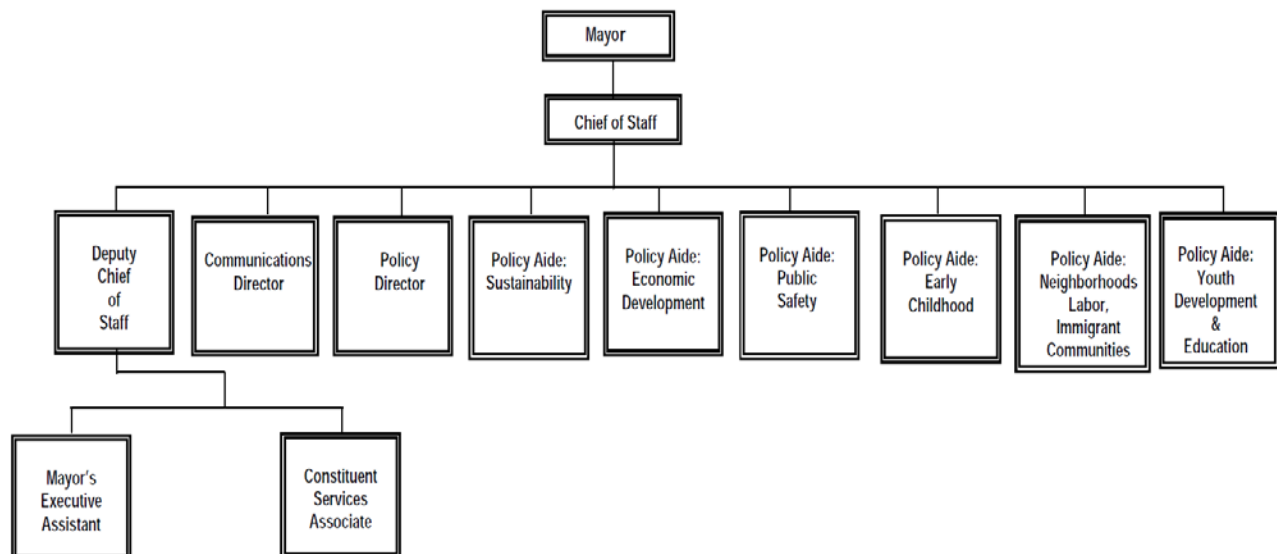 Mayor
Chief of Staff
Deputy
Chief
of
Staff
Communications
Director
Policy
Director
Policy Aide:
Sustainability
Policy Aide:
Economic
Development
Policy Aide:
Public
Safety
Policy Aide:
Early
Childhood
Policy Aide:
Neighborhoods
Labor,
Immigrant
Communities
Policy Aide:
Youth
Development
&
Education
Mayor's
Executive
Assistant
Constituent
Services
Associate